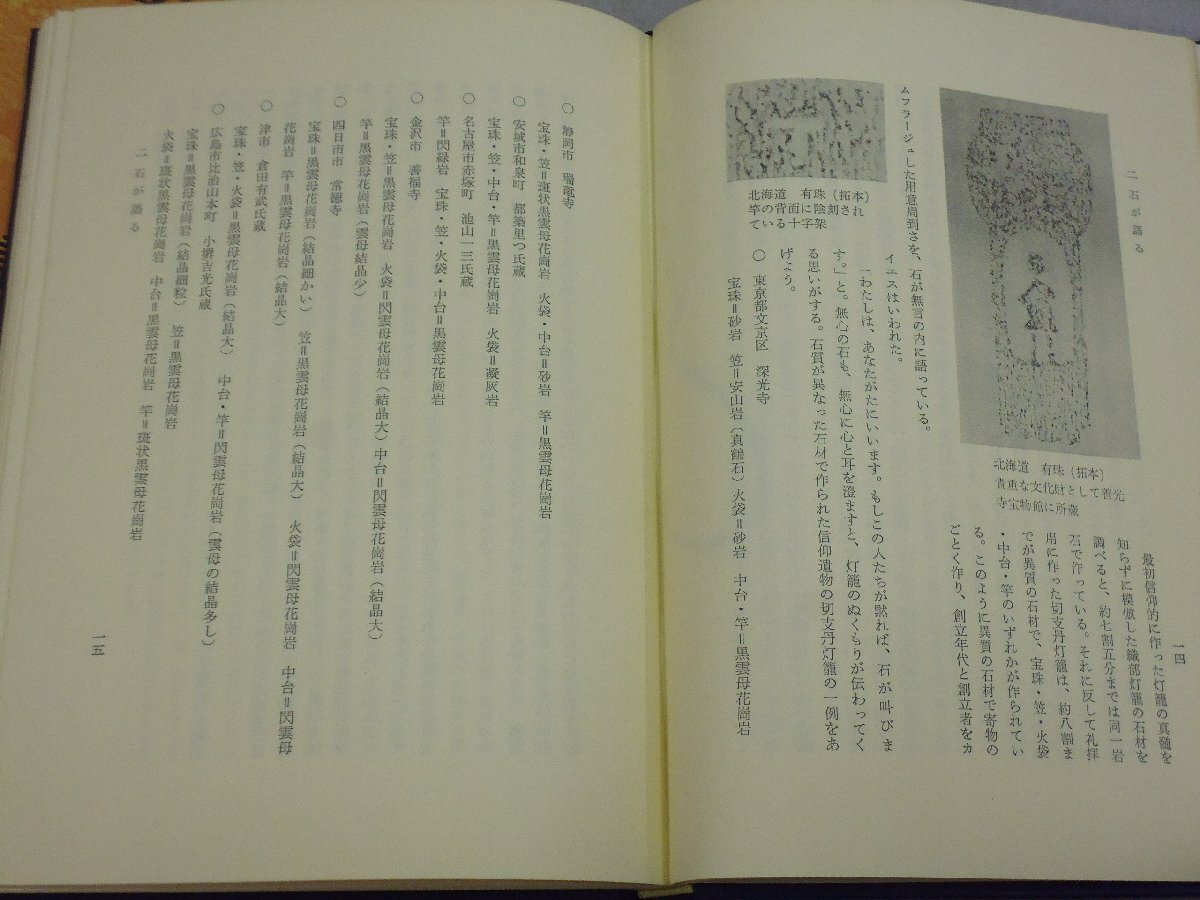 二 石が語る
一四
北海道 有珠(拓本)
貴重な文化財として善光
寺宝物館に所蔵
最初信仰的に作った灯籠の真髄を
知らずに模倣した織部灯籠の石材を
調べると、約七割五分までは同一岩
石で作っている。それに反して礼拝
用に作った切支丹灯籠は、約八割ま
でが異質の石材で、宝珠・笠・火袋
・中台・竿のいずれかが作られてい
る。このように異質の石材で寄物の
ごとく作り、創立年代と創立者をカ
ムフラージュした用意周到さを、石が無言の内に語っている。
北海道 有珠(拓本)
竿の背面に陰刻され
ている十字架
イエスはいわれた。
「わたしは、あなたがたにいいます。もしこの人たちが黙れば、石が叫びま
す。」と。無心の石も、無心に心と耳を澄ますと、灯籠のぬくもりが伝わってく
る思いがする。石質が異なった石材で作られた信仰遺物の切支丹灯籠の一例をあ
げよう。
○ 東京都文京区 深光寺
宝珠=砂岩 笠=安山岩(真鶴石)火袋=砂岩 中台・竿=黒雲母花崗岩
○ 静岡市 瑞竜寺
宝珠・笠=斑状黒雲母花崗岩 火袋・中台=砂岩 竿=黒雲母花崗岩
○ 安城市和泉町 都築里つ氏蔵
宝珠・笠・中台・竿=黒雲母花崗岩 火袋=凝灰岩
○ 名古屋市赤塚町 池山一三氏蔵
竿=閃緑岩 宝珠・笠・火袋・中台=黒雲母花崗岩
○ 金沢市 善福寺
宝珠・笠=黒雲母花崗岩 火袋=閃雲母花崗岩(結晶大)中台=閃雲母花崗岩(結晶大)
竿=黒雲母花崗岩(雲母結晶少)
○ 四日市市 常徳寺
宝珠=黒雲母花崗岩(結晶細かい) 笠=黒雲母花崗岩(結晶大) 火袋=閃雲母花崗岩 中台=閃雲母
花崗岩 竿=黒雲母花崗岩(結晶大)
○ 津市 倉田有武氏蔵
宝珠・笠・火袋=黒雲母花崗岩(結晶大) 中台・竿=閃雲母花崗岩(雲母の結晶多し)
○ 広島市比治山本町 小堺吉光氏蔵
宝珠=黒雲母花崗岩(結晶細粒) 笠=黒雲母花崗岩
火袋=斑状黒雲母花崗岩 中台=黒雲母花崗岩 竿=斑状黒雲母花崗岩
二 石が語る
一五